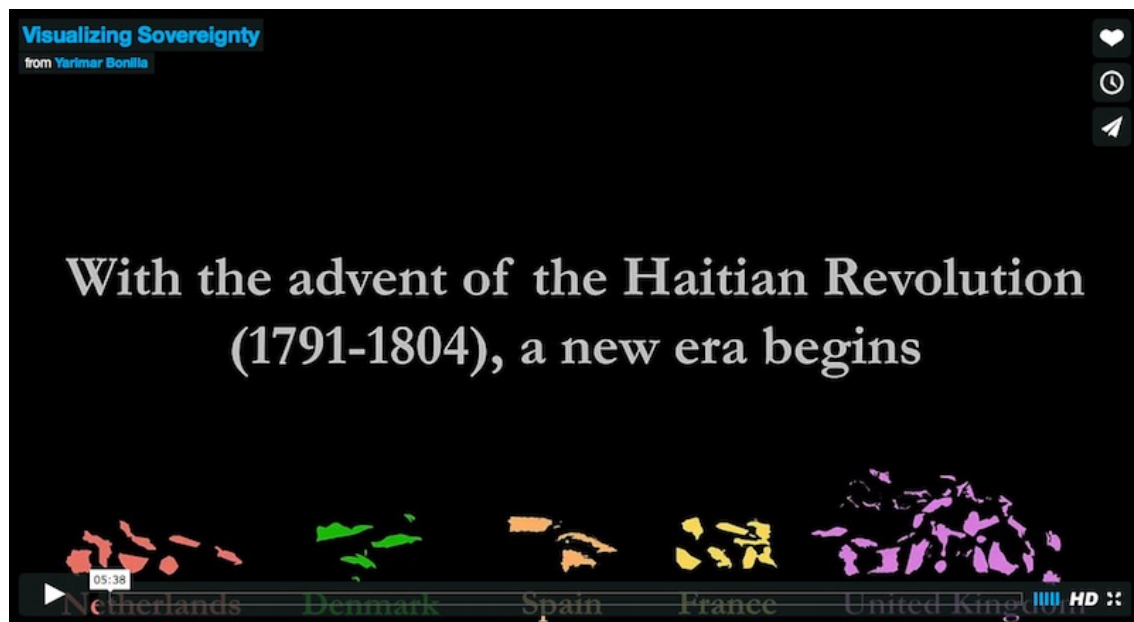 Visualizing Sovereignty
from Yarimar Bonilla
With the advent of the Haitian Revolution
(1791-1804), a new era begins
05:38
Netherlands Denmark Spain France United Kingdom
HD